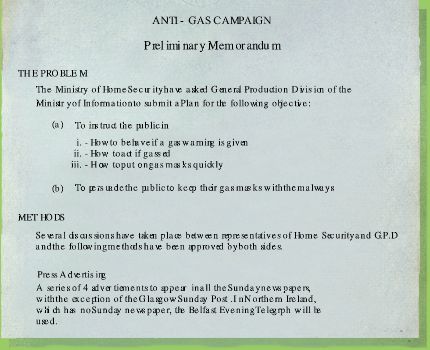 ANTI - GAS CAMPAIGN
Preliminary Memorandum
THE PROBLEM
The Ministry of Home Security have asked General Production Division of the
Ministry of Information to submit a Plan for the following objective:
(a) To instruct the public in
i. - How to behave if a gas warning is given
ii. - How to act if gassed
iii. - How to put on gas masks quickly
(b) To persuade the public to keep their gas masks with them always
METHODS
Several discussions have taken place between representatives of Home Security and G.P.D
and the following methods have been approved by both sides.
Press Advertising
A series of 4 advertiements to appear in all the Sunday newspapers,
with the exception of the Glasgow Sunday Post. In Northern Ireland,
which has no Sunday newspaper, the Belfast Evening Telegrph will be
used.